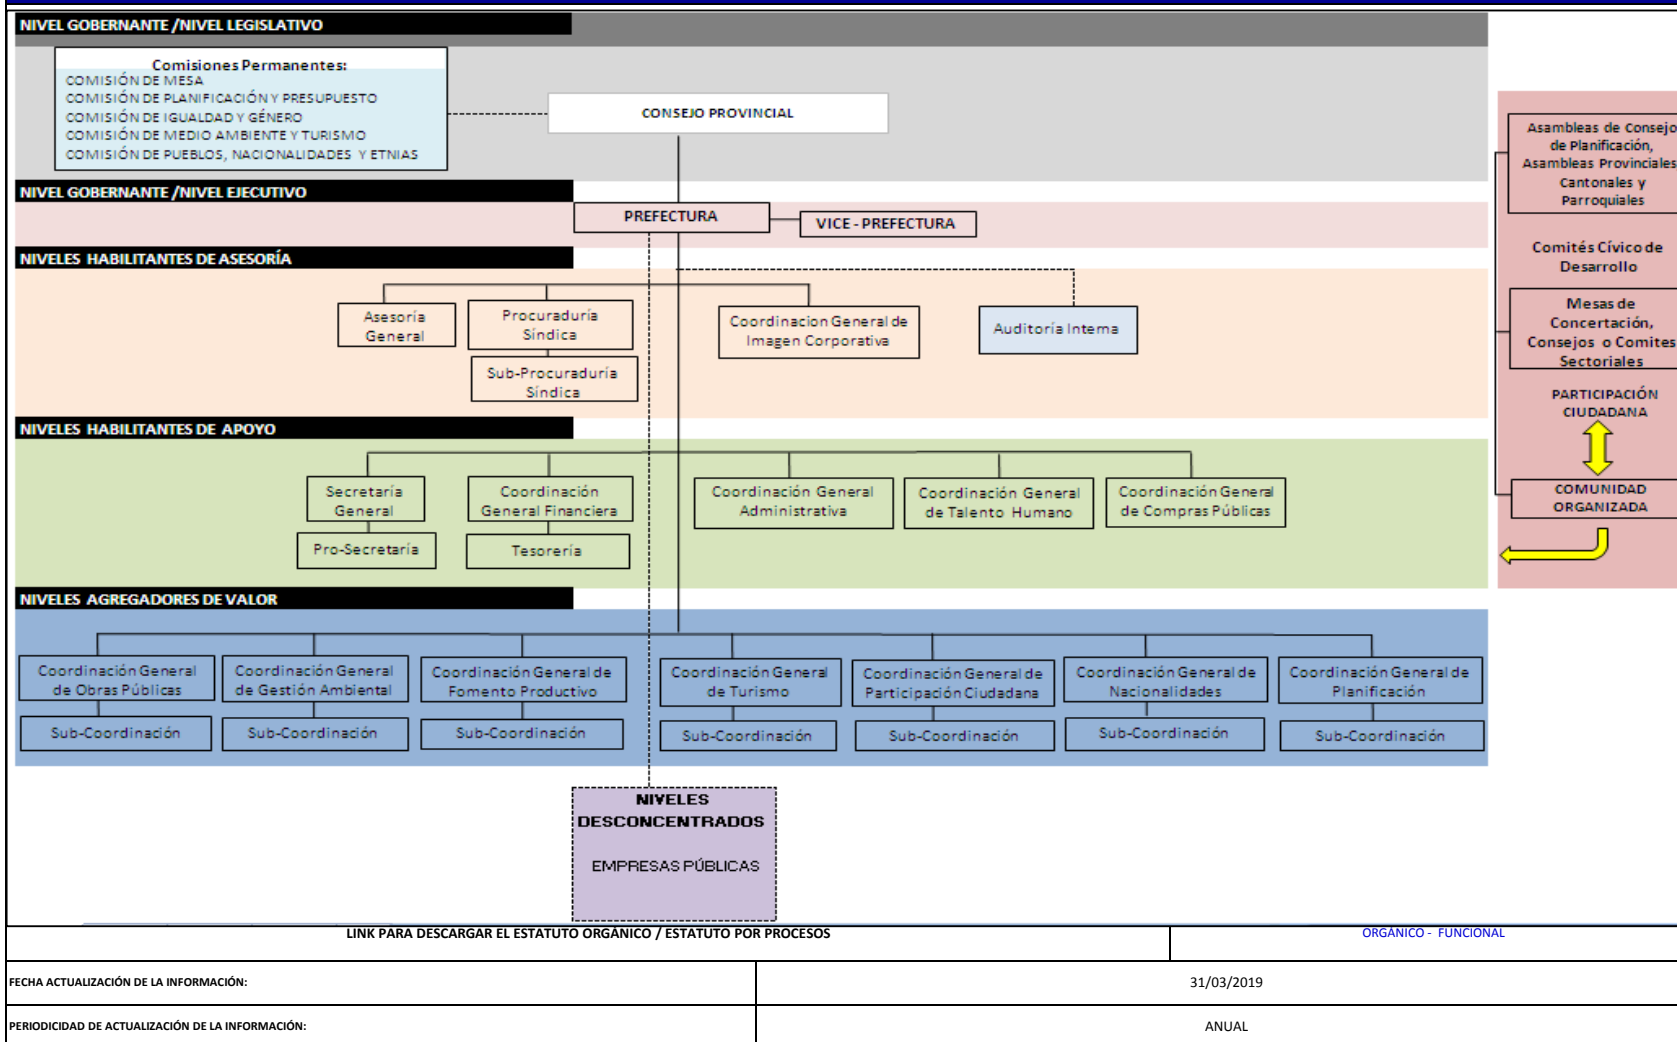 NIVEL GOBERNANTE /NIVEL LEGISLATIVO
Comisiones Permanentes:
COMISIÓN DE MESA
COMISIÓN DE PLANIFICACIÓN Y PRESUPUESTO
COMISIÓN DE IGUALDAD Y GÉNERO
COMISIÓN DE MEDIO AMBIENTE Y TURISMO
COMISIÓN DE PUEBLOS, NACIONALIDADES Y ETNIAS
CONSEJO PROVINCIAL
NIVEL GOBERNANTE /NIVEL EJECUTIVO
PREFECTURA
VICE - PREFECTURA
NIVELES HABILITANTES DE ASESORÍA
Asesoría
General
Procuraduría
Síndica
Sub-Procuraduría
Síndica
Coordinacion General de
Imagen Corporativa
Auditoría Interna
NIVELES HABILITANTES DE APOYO
Secretaría
General
Pro-Secretaría
Coordinación
General Financiera
Tesorería
Coordinación General
Administrativa
Coordinación General
de Talento Humano
Coordinación General
de Compras Públicas
NIVELES AGREGADORES DE VALOR
Coordinación General
de Obras Públicas
Sub-Coordinación
Coordinación General
de Gestión Ambiental
Sub-Coordinación
Coordinación General de
Fomento Productivo
Sub-Coordinación
Coordinación General
de Turismo
Sub-Coordinación
Coordinación General de
Participación Ciudadana
Sub-Coordinación
Coordinación General de
Nacionalidades
Sub-Coordinación
Coordinación General de
Planificación
Sub-Coordinación
NIVELES
DESCONCENTRADOS
EMPRESAS PÚBLICAS
Asambleas de Consejo
de Planificación,
Asambleas Provinciales
Cantonales y
Parroquiales
Comités Cívico de
Desarrollo
Mesas de
Concertación,
Consejos o Comites
Sectoriales
PARTICIPACIÓN
CIUDADANA
COMUNIDAD
ORGANIZADA
LINK PARA DESCARGAR EL ESTATUTO ORGÁNICO / ESTATUTO POR PROCESOS
ORGÁNICO - FUNCIONAL
FECHA ACTUALIZACIÓN DE LA INFORMACIÓN:
31/03/2019
PERIODICIDAD DE ACTUALIZACIÓN DE LA INFORMACIÓN:
ANUAL